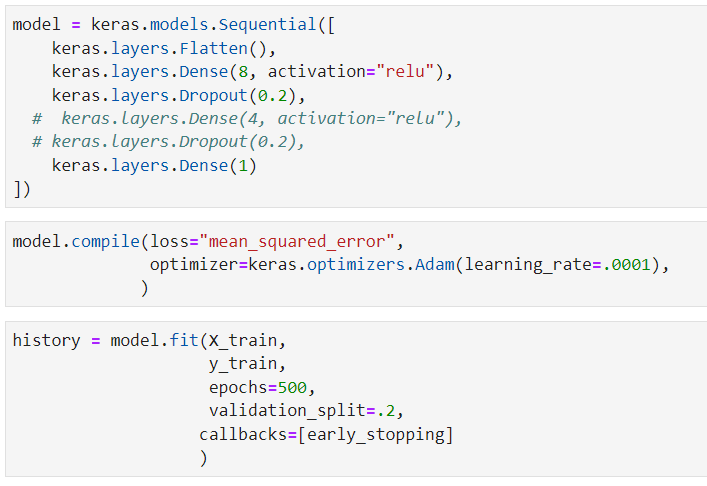 model = keras.models.Sequential([
    keras.layers.Flatten(),
    keras.layers.Dense(8, activation="relu"),
    keras.layers.Dropout(0.2),
  #  keras.layers.Dense(4, activation="relu"),
  # keras.layers.Dropout(0.2),
    keras.layers.Dense(1)
])
model.compile(loss="mean_squared_error",
              optimizer=keras.optimizers.Adam(learning_rate=.0001),
             )
history = model.fit(X_train,
                    y_train,
                    epochs=500,
                    validation_split=.2,
                   callbacks=[early_stopping]
                   )